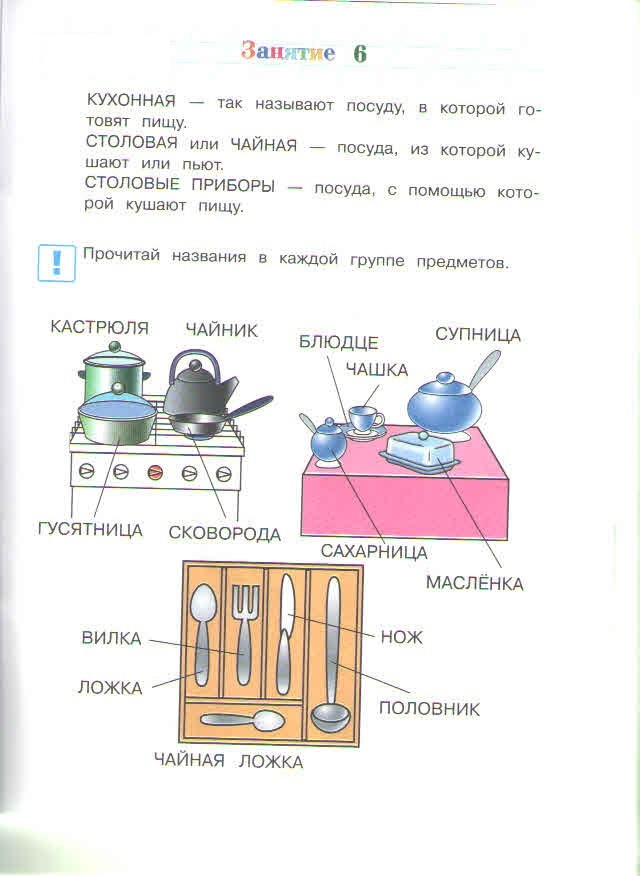 Занятие 6
КУХОННАЯ — так называют посуду, в которой го-
товят пищу.
СТОЛОВАЯ или ЧАЙНАЯ — посуда, из которой ку-
шают или пьют.
СТОЛОВЫЕ ПРИБОРЫ — посуда, с помощью кото-
рой кушают пищу.
! Прочитай названия в каждой группе предметов.
КАСТРЮЛЯ ЧАЙНИК
ГУСЯТНИЦА СКОВОРОДА
БЛЮДЦЕ
СУПНИЦА
ЧАШКА
САХАРНИЦА
МАСЛЁНКА
ВИЛКА
НОЖ
ЛОЖКА
ПОЛОВНИК
ЧАЙНАЯ ЛОЖКА